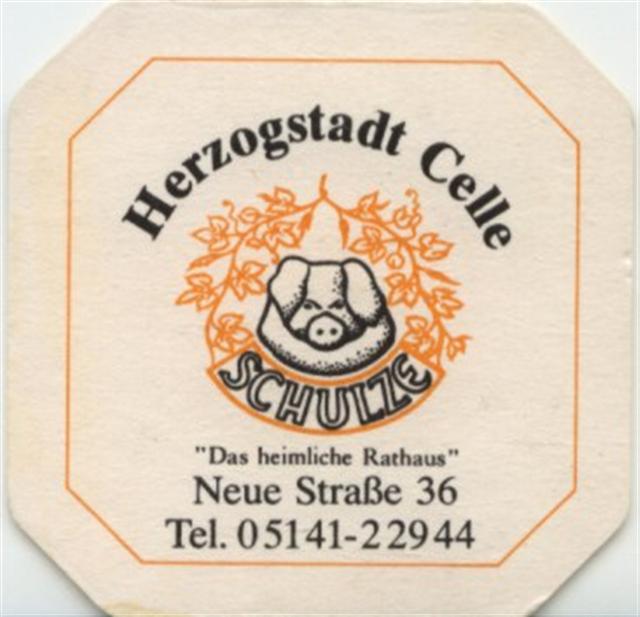 Herzogstadt Celle
SCHULZE
"Das heimliche Rathaus"
Neue Straße 36
Tel. 05141-22944